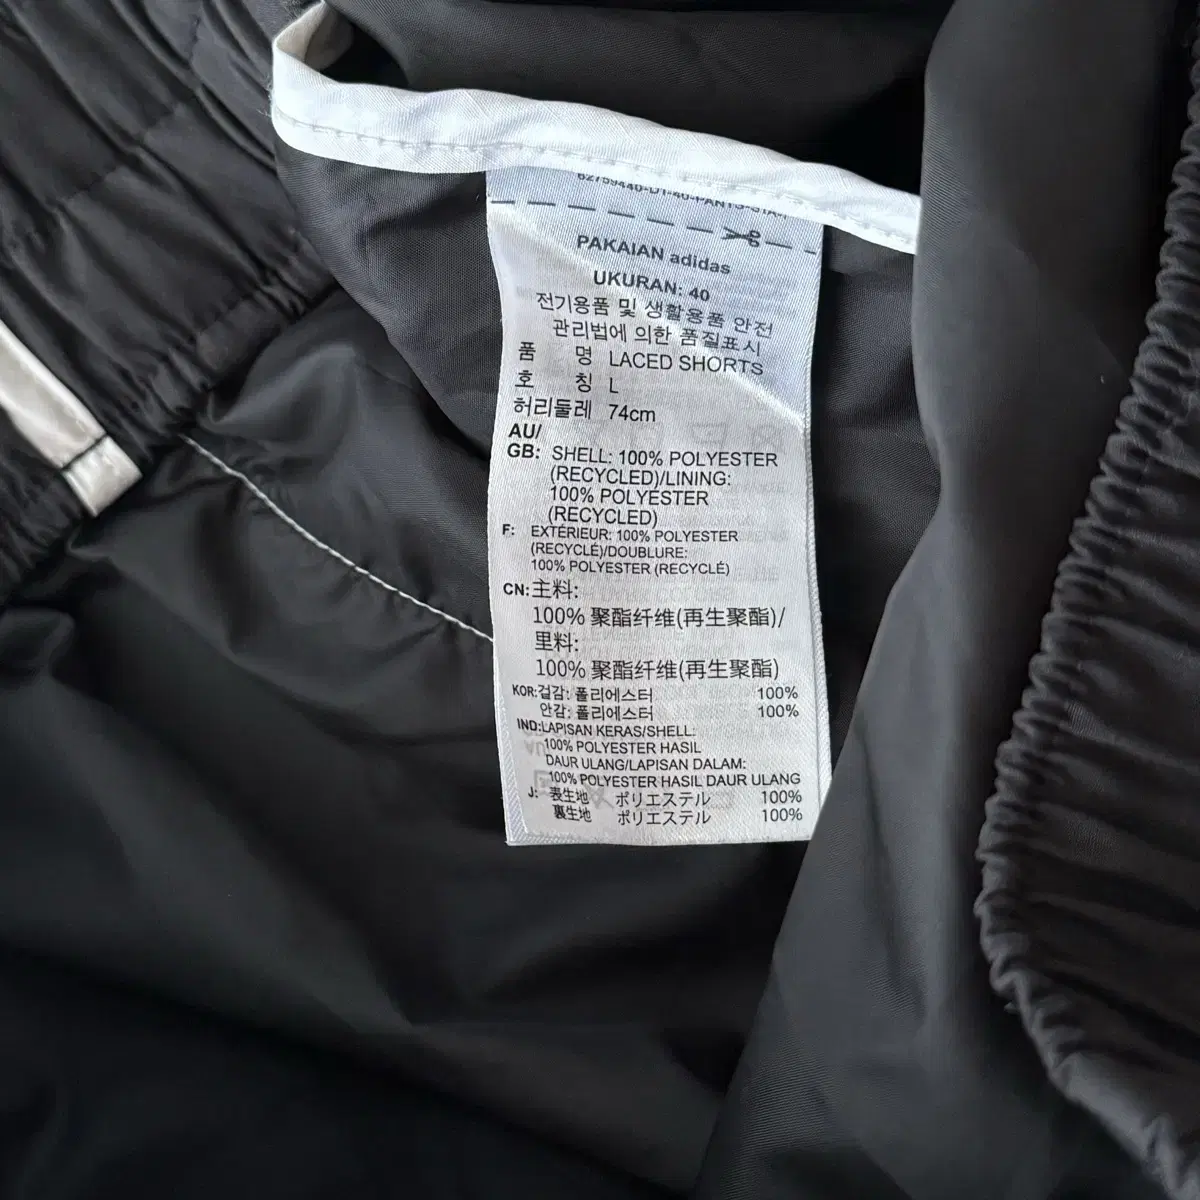 PAKAIAN adidas
UKURAN: 40
전기용품 및 생활용품 안전
관리법에 의한 품질표시
품 명 LACED SHORTS
호 칭 L
허리둘레 74cm
AU/
GB: SHELL: 100% POLYESTER
(RECYCLED)/LINING:
100% POLYESTER
(RECYCLED)
F: EXTÉRIEUR: 100% POLYESTER
(RECYCLÉ)/DOUBLURE:
100% POLYESTER (RECYCLÉ)
CN: 主料:
100% 聚酯纤维(再生聚酯)/
里料:
100% 聚酯纤维(再生聚酯)
KOR: 겉감: 폴리에스터 100%
안감: 폴리에스터 100%
IND: LAPISAN KERAS/SHELL:
100% POLYESTER HASIL
DAUR ULANG/LAPISAN DALAM:
100% POLYESTER HASIL DAUR ULANG
J: 表生地 ポリエステル 100%
裏生地 ポリエステル 100%